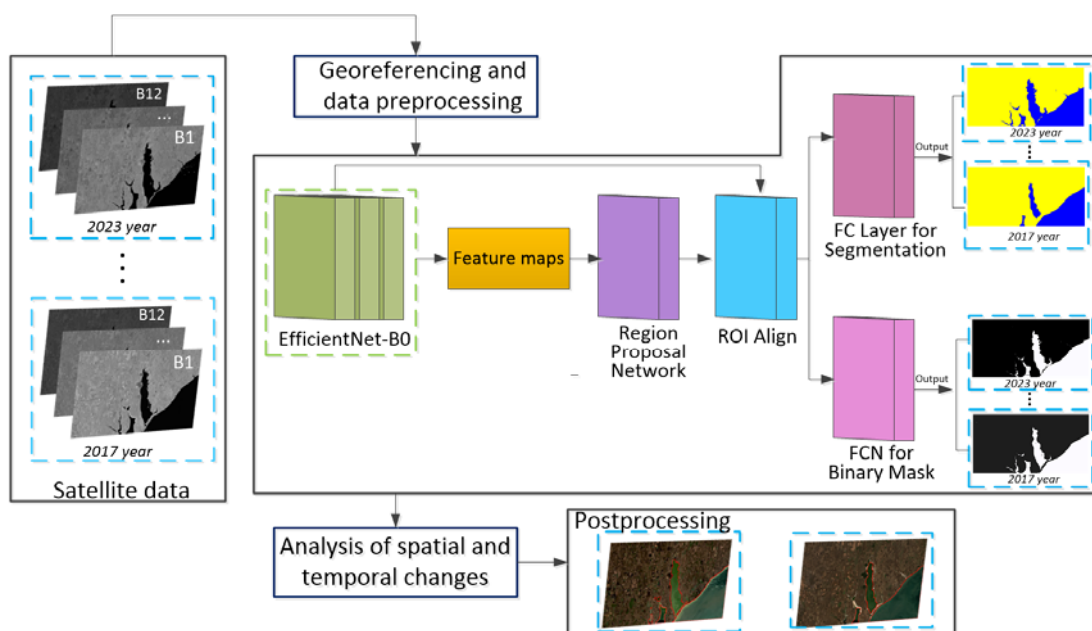 B12
...
B1
2023 year
B12
...
B1
2017 year
Satellite data
Georeferencing and
data preprocessing
EfficientNet-B0
Feature maps
Region
Proposal
Network
ROI Align
FC Layer for
Segmentation
Output
2023 year
2017 year
FCN for
Binary Mask
Output
2023 year
2017 year
Analysis of spatial and
temporal changes
Postprocessing